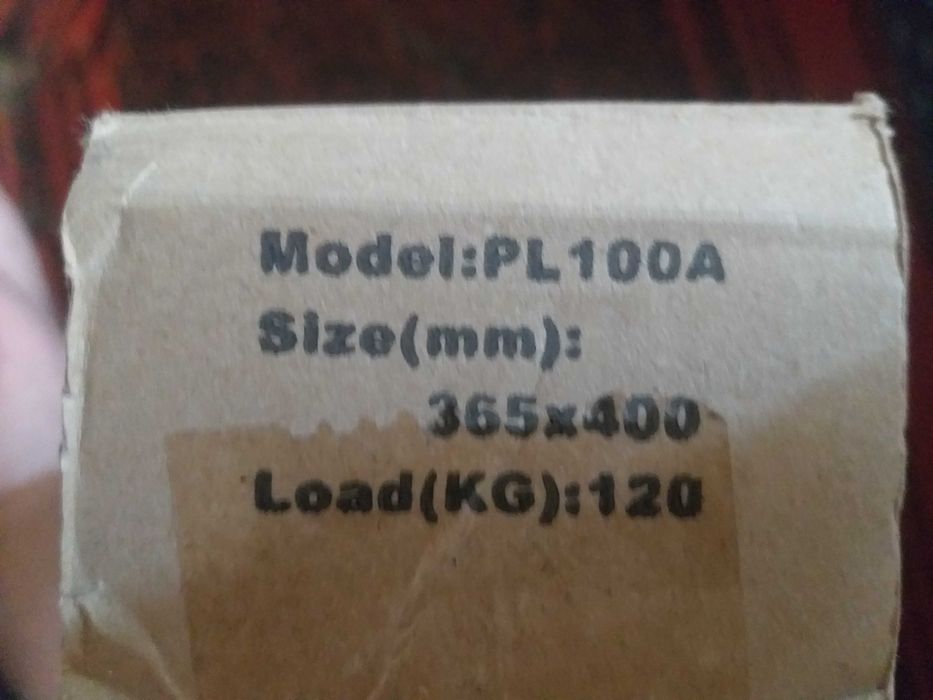 Model:PL100A
Size(mm):
365x400
Load(KG):120